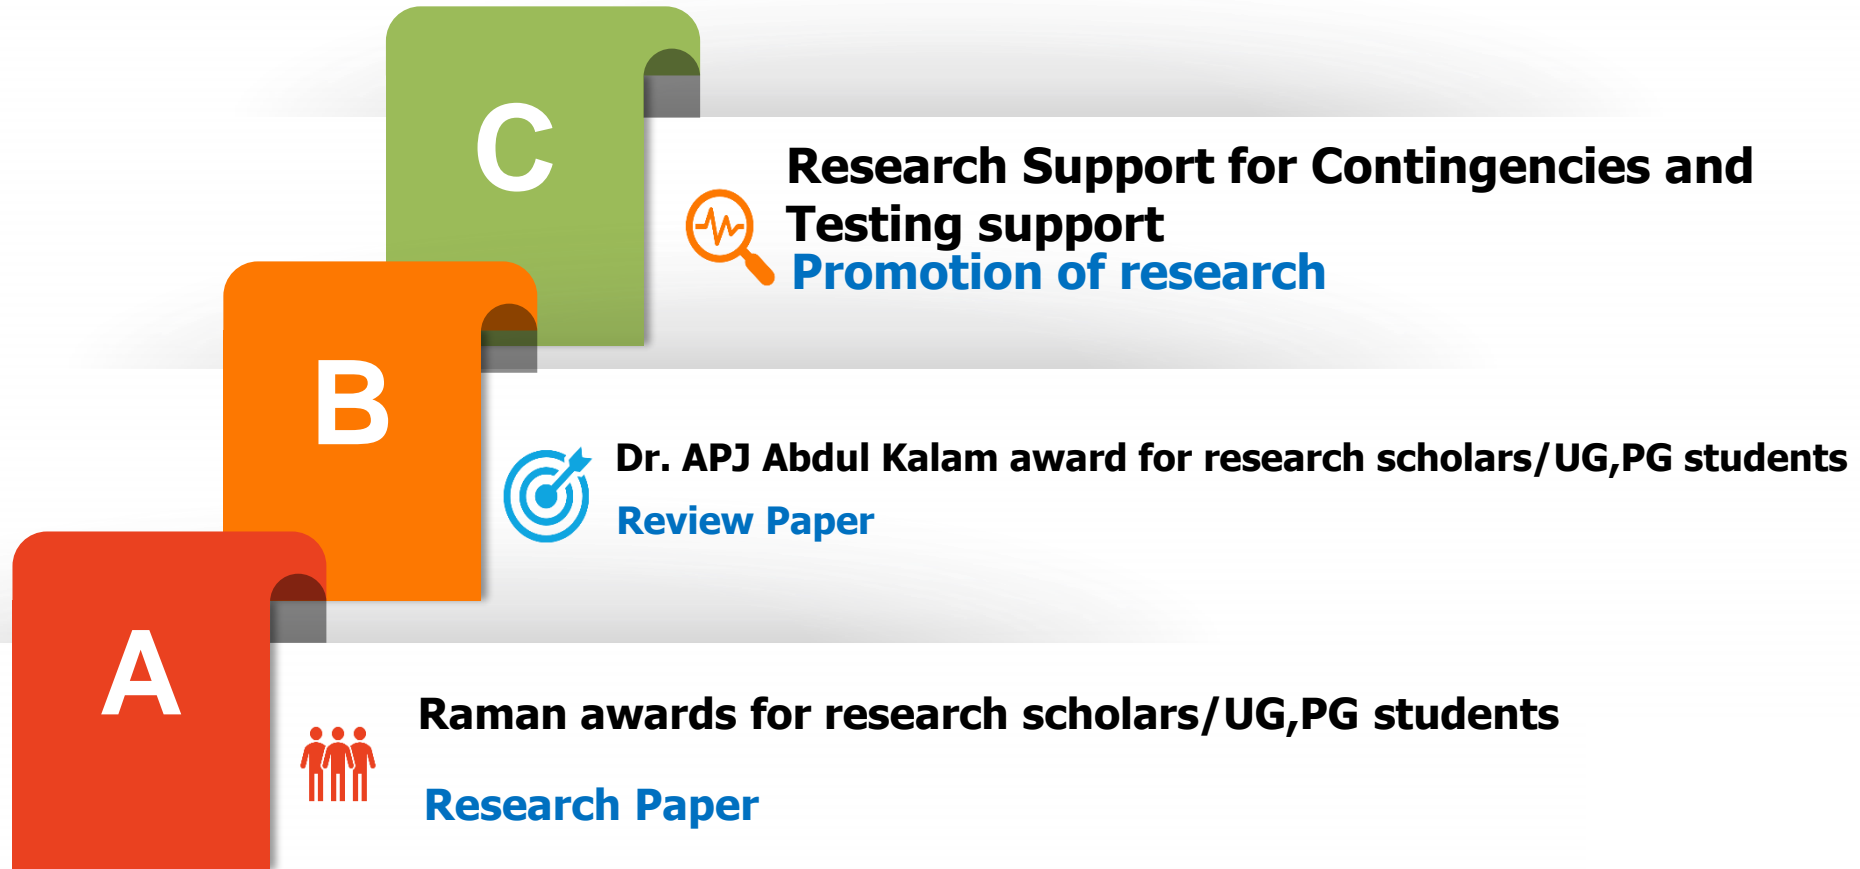 C
Research Support for Contingencies and
Testing support
Promotion of research
B
Dr. APJ Abdul Kalam award for research scholars/UG,PG students
Review Paper
A
Raman awards for research scholars/UG,PG students
Research Paper